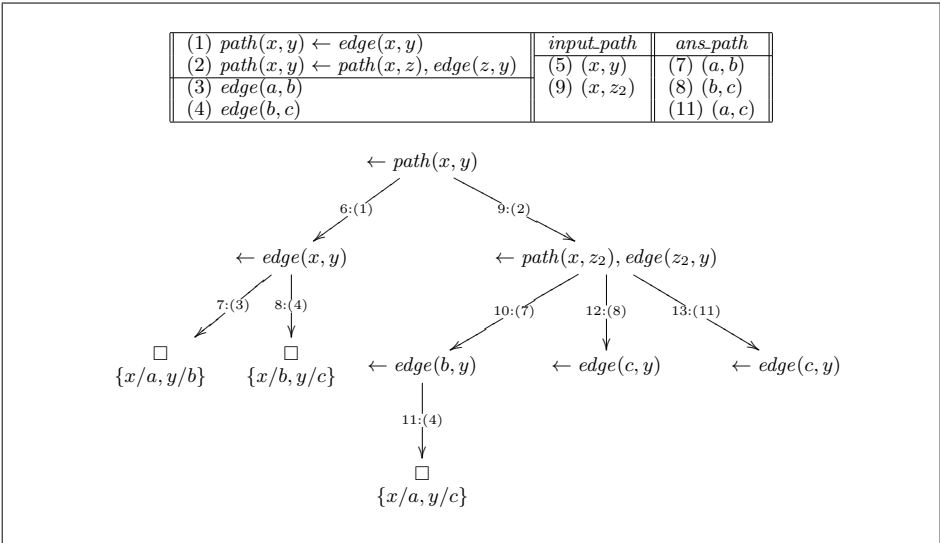 (1) path(x, y) ← edge(x, y) input_path ans_path
(2) path(x, y) ← path(x, z), edge(z, y) (5) (x, y) (7) (a, b)
(3) edge(a, b) (9) (x, z₂) (8) (b, c)
(4) edge(b, c) (11) (a, c)
← path(x, y)
6:(1) 9:(2)
← edge(x, y) ← path(x, z₂), edge(z₂, y)
7:(3) 8:(4) 10:(7) 12:(8) 13:(11)
□ □ ← edge(b, y) ← edge(c, y) ← edge(c, y)
{x/a, y/b} {x/b, y/c}
11:(4)
□
{x/a, y/c}